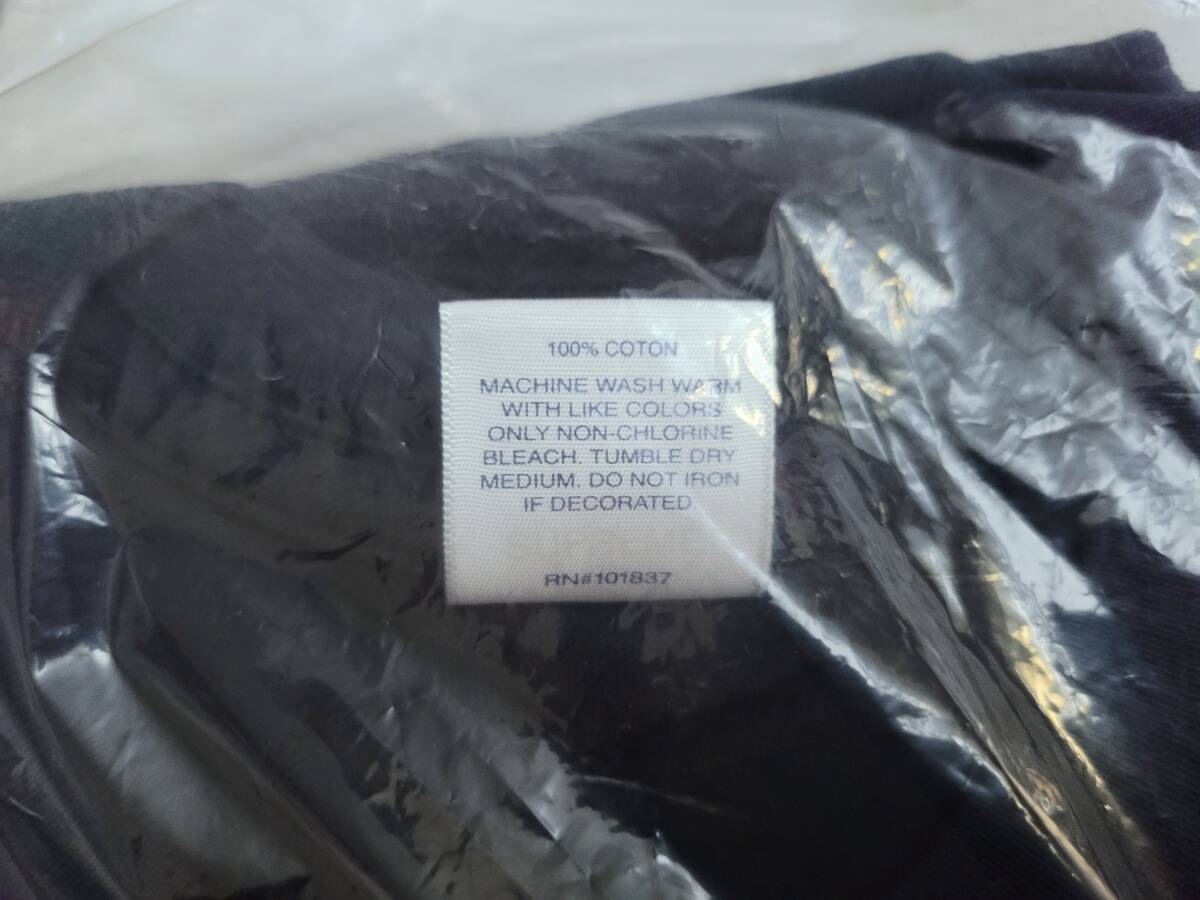 100% COTON
MACHINE WASH WARM
WITH LIKE COLORS
ONLY NON-CHLORINE
BLEACH. TUMBLE DRY
MEDIUM. DO NOT IRON
IF DECORATED
RN#101837